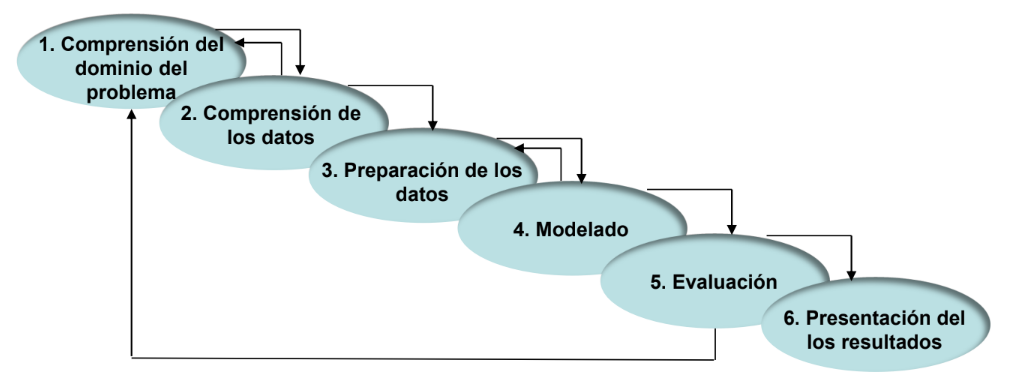 1. Comprensión del
dominio del
problema
2. Comprensión de
los datos
3. Preparación de los
datos
4. Modelado
5. Evaluación
6. Presentación del
los resultados